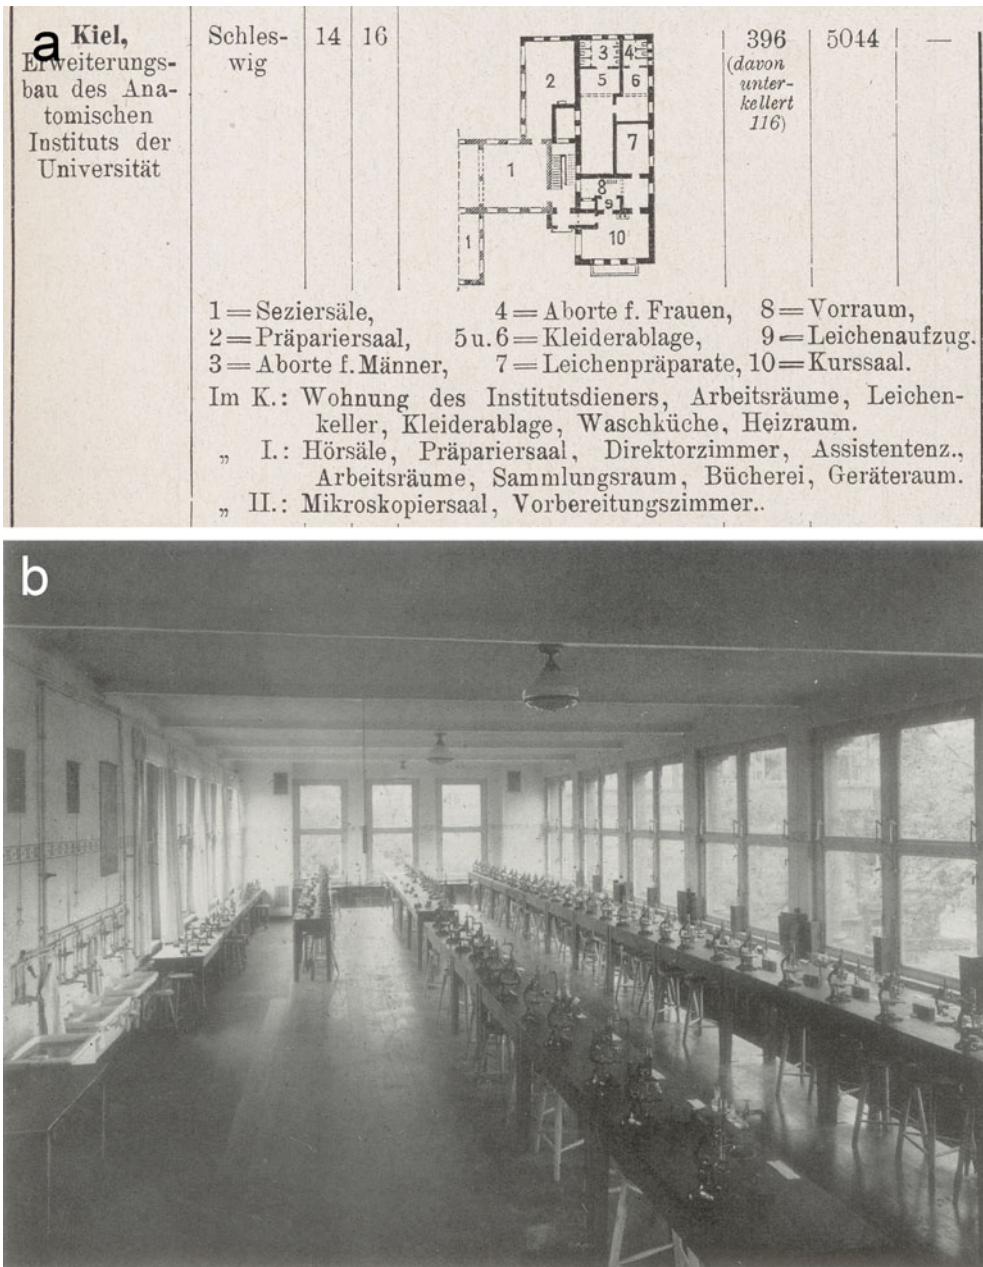 a
Kiel,
Erweiterungs-
bau des Ana-
tomischen
Instituts der
Universität
Schles-
wig
14
16
3
4
2
5
6
7
1
8
9
1
10
396
(davon
unter-
kellert
116)
5044
—
1 = Seziersäle,
2 = Präpariersaal,
3 = Aborte f. Männer,
4 = Aborte f. Frauen,
5 u. 6 = Kleiderablage,
7 = Leichenpräparate,
8 = Vorraum,
9 = Leichenaufzug.
10 = Kurssaal.
Im K.: Wohnung des Institutsdieners, Arbeitsräume, Leichen-
keller, Kleiderablage, Waschküche, Heizraum.
„ I.: Hörsäle, Präpariersaal, Direktorzimmer, Assistentenz.,
Arbeitsräume, Sammlungsraum, Bücherei, Geräteraum.
„ II.: Mikroskopiersaal, Vorbereitungszimmer..
b